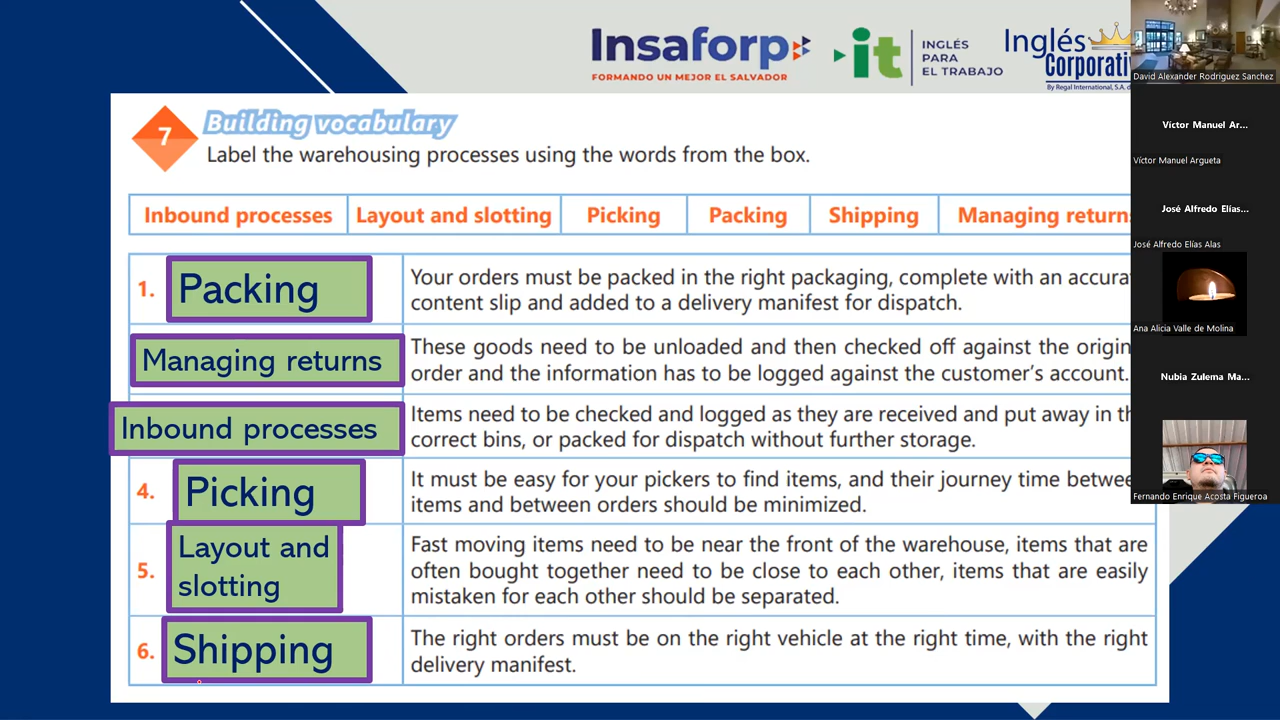 Insaforp
FORMANDO UN MEJOR EL SALVADOR
it
INGLÉS
PARA
EL TRABAJO
Inglés
Corporativ
By Regal International, S.A. d
7
Building vocabulary
Label the warehousing processes using the words from the box.
Inbound processes Layout and slotting Picking Packing Shipping Managing returns
1. Packing
Your orders must be packed in the right packaging, complete with an accura
content slip and added to a delivery manifest for dispatch.
Managing returns
These goods need to be unloaded and then checked off against the origin
order and the information has to be logged against the customer's account.
Inbound processes
Items need to be checked and logged as they are received and put away in th
correct bins, or packed for dispatch without further storage.
4. Picking
It must be easy for your pickers to find items, and their journey time betwee
items and between orders should be minimized.
5. Layout and
slotting
Fast moving items need to be near the front of the warehouse, items that are
often bought together need to be close to each other, items that are easily
mistaken for each other should be separated.
6. Shipping
The right orders must be on the right vehicle at the right time, with the right
delivery manifest.
David Alexander Rodriguez Sanchez
Víctor Manuel Ar...
Víctor Manuel Argueta
José Alfredo Elías...
José Alfredo Elías Alas
Ana Alicia Valle de Molina
Nubia Zulema Ma...
Fernando Enrique Acosta Figueroa